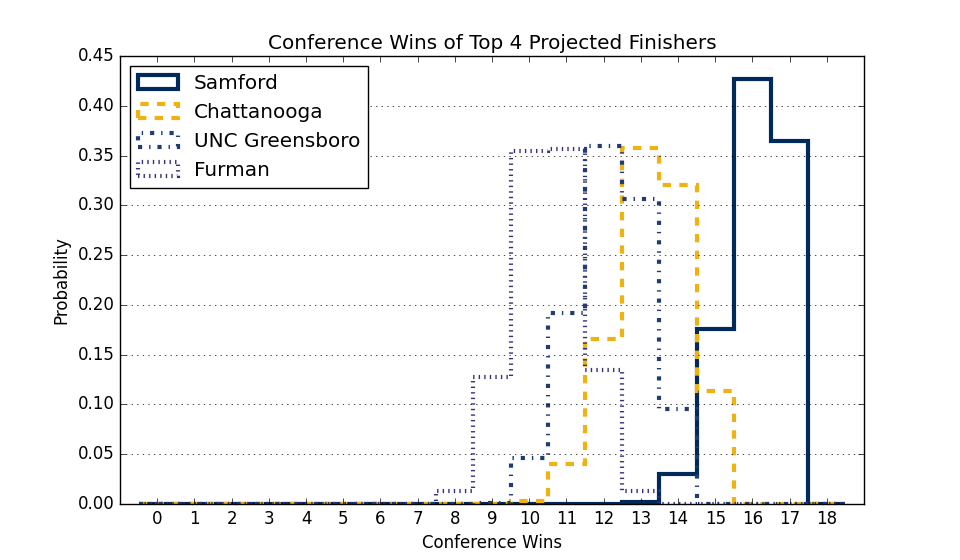 Conference Wins of Top 4 Projected Finishers
0.45
0.40
0.35
0.30
0.25
0.20
0.15
0.10
0.05
0.00
Probability
Samford
Chattanooga
UNC Greensboro
Furman
0 1 2 3 4 5 6 7 8 9 10 11 12 13 14 15 16 17 18
Conference Wins